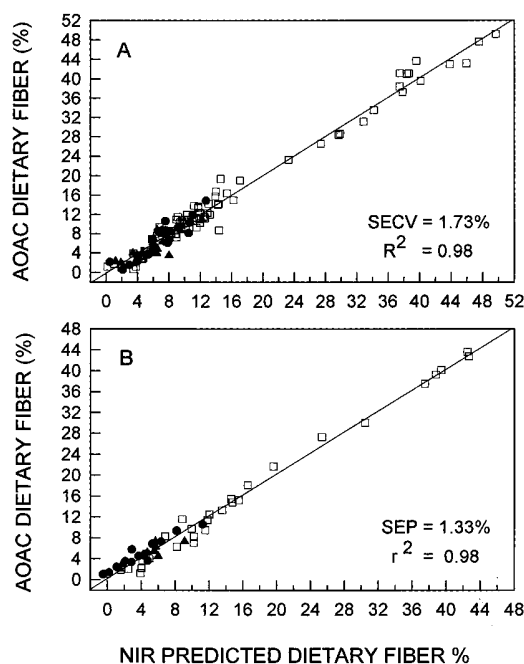 AOAC DIETARY FIBER (%)
52
48
44
40
36
32
28
24
20
16
12
8
4
0
A
SECV = 1.73%
R² = 0.98
0 4 8 12 16 20 24 28 32 36 40 44 48 52
AOAC DIETARY FIBER (%)
48
44
40
36
32
28
24
20
16
12
8
4
0
B
SEP = 1.33%
r² = 0.98
0 4 8 12 16 20 24 28 32 36 40 44 48
NIR PREDICTED DIETARY FIBER %